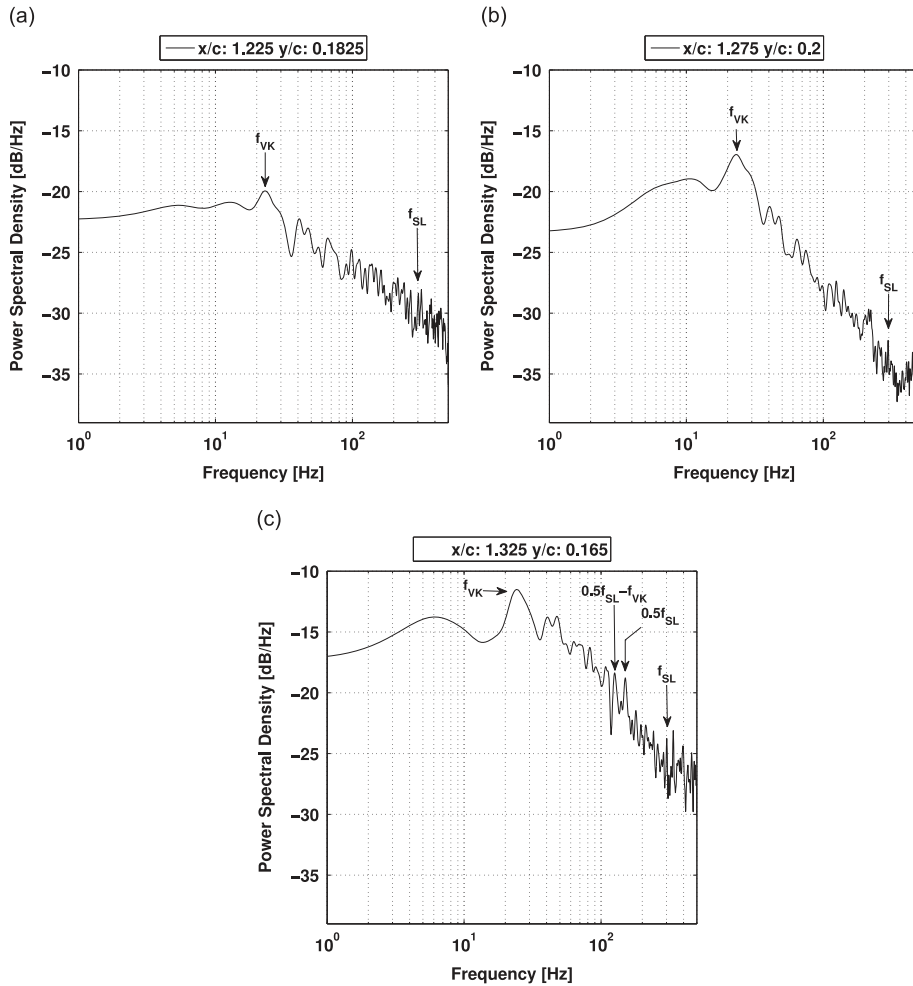 (a)
x/c: 1.225 y/c: 0.1825
−10
−15
−20
−25
−30
−35
Power Spectral Density [dB/Hz]
f_VK
f_SL
10^0
10^1
10^2
Frequency [Hz]
(b)
x/c: 1.275 y/c: 0.2
−10
−15
−20
−25
−30
−35
Power Spectral Density [dB/Hz]
f_VK
f_SL
10^0
10^1
10^2
Frequency [Hz]
(c)
x/c: 1.325 y/c: 0.165
−10
−15
−20
−25
−30
−35
Power Spectral Density [dB/Hz]
f_VK
0.5f_SL−f_VK
0.5f_SL
f_SL
10^0
10^1
10^2
Frequency [Hz]